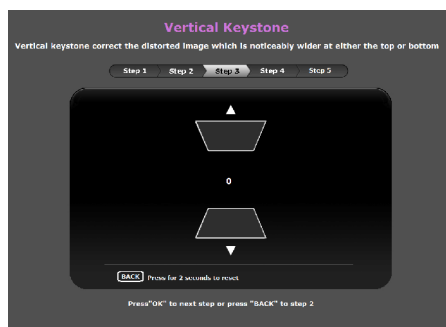 Vertical Keystone
Vertical keystone correct the distorted image which is noticeably wider at either the top or bottom
Step 1 Step 2 Step 3 Step 4 Step 5
0
BACK Press for 2 seconds to reset
Press"OK" to next step or press "BACK" to step 2